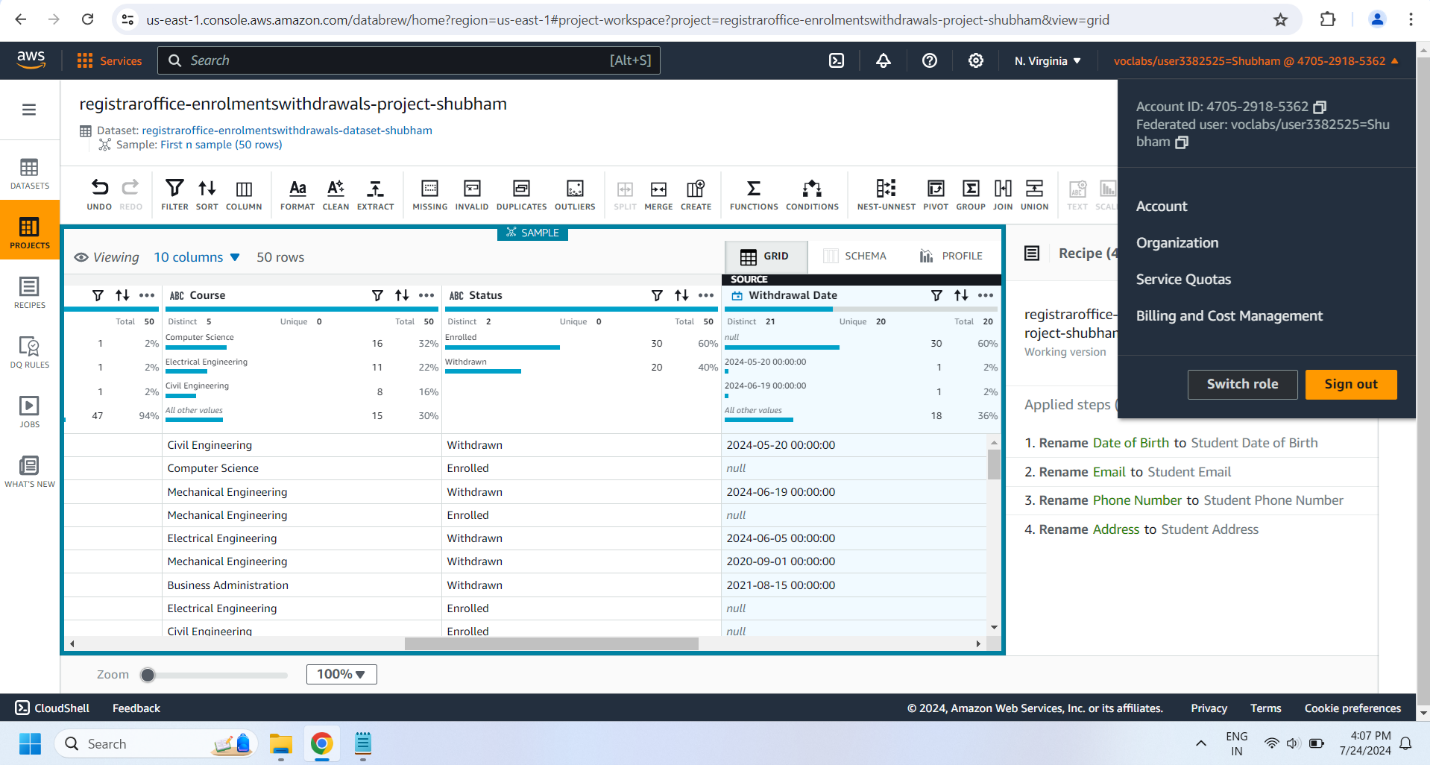 us-east-1.console.aws.amazon.com/databrew/home?region=us-east-1#project-workspace?project=registraroffice-enrolmentswithdrawals-project-shubham&view=grid
aws Services Search [Alt+S] N. Virginia voclabs/user3382525=Shubham @ 4705-2918-5362
Account ID: 4705-2918-5362
Federated user: voclabs/user3382525=Shu
bham
Account
Organization
Service Quotas
Billing and Cost Management
Switch role Sign out
registraroffice-enrolmentswithdrawals-project-shubham
Dataset: registraroffice-enrolmentswithdrawals-dataset-shubham
Sample: First n sample (50 rows)
DATASETS
PROJECTS
RECIPES
DQ RULES
JOBS
WHAT'S NEW
UNDO REDO FILTER SORT COLUMN FORMAT CLEAN EXTRACT MISSING INVALID DUPLICATES OUTLIERS SPLIT MERGE CREATE FUNCTIONS CONDITIONS NEST-UNNEST PIVOT GROUP JOIN UNION TEXT SCAL
SAMPLE
Viewing 10 columns 50 rows GRID SCHEMA PROFILE
SOURCE
ABC Course ABC Status Withdrawal Date
Total 50 Distinct 5 Unique 0 Total 50 Distinct 2 Unique 0 Total 50 Distinct 21 Unique 20 Total 20
1 2% Computer Science 16 32% Enrolled 30 60% null 30 60%
1 2% Electrical Engineering 11 22% Withdrawn 20 40% 2024-05-20 00:00:00 1 2%
1 2% Civil Engineering 8 16% 2024-06-19 00:00:00 1 2%
47 94% All other values 15 30% All other values 18 36%
Civil Engineering Withdrawn 2024-05-20 00:00:00
Computer Science Enrolled null
Mechanical Engineering Withdrawn 2024-06-19 00:00:00
Mechanical Engineering Enrolled null
Electrical Engineering Withdrawn 2024-06-05 00:00:00
Mechanical Engineering Withdrawn 2020-09-01 00:00:00
Business Administration Withdrawn 2021-08-15 00:00:00
Electrical Engineering Enrolled null
Civil Engineering Enrolled null
Recipe (4
registraroffice-
roject-shubham
Working version
Applied steps (
1. Rename Date of Birth to Student Date of Birth
2. Rename Email to Student Email
3. Rename Phone Number to Student Phone Number
4. Rename Address to Student Address
Zoom 100%
CloudShell Feedback © 2024, Amazon Web Services, Inc. or its affiliates. Privacy Terms Cookie preferences
Search ENG 4:07 PM
IN 7/24/2024